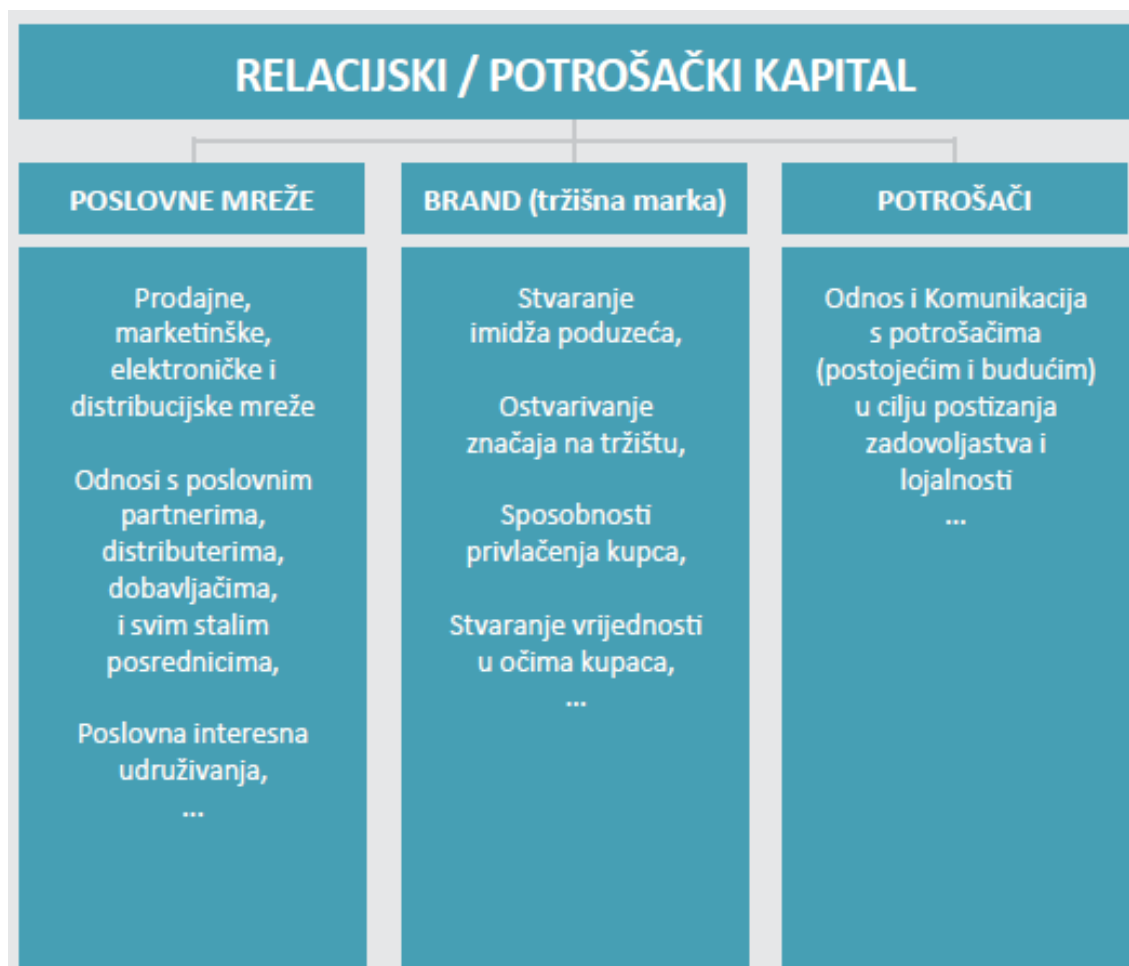 RELACIJSKI / POTROŠAČKI KAPITAL
POSLOVNE MREŽE
Prodajne,
marketinške,
elektroničke i
distribucijske mreže
Odnosi s poslovnim
partnerima,
distributerima,
dobavljačima,
i svim stalim
posrednicima,
Poslovna interesna
udruživanja,
...
BRAND (tržišna marka)
Stvaranje
imidža poduzeća,
Ostvarivanje
značaja na tržištu,
Sposobnosti
privlačenja kupca,
Stvaranje vrijednosti
u očima kupaca,
...
POTROŠAČI
Odnos i Komunikacija
s potrošačima
(postojećim i budućim)
u cilju postizanja
zadovoljastva i
lojalnosti
...